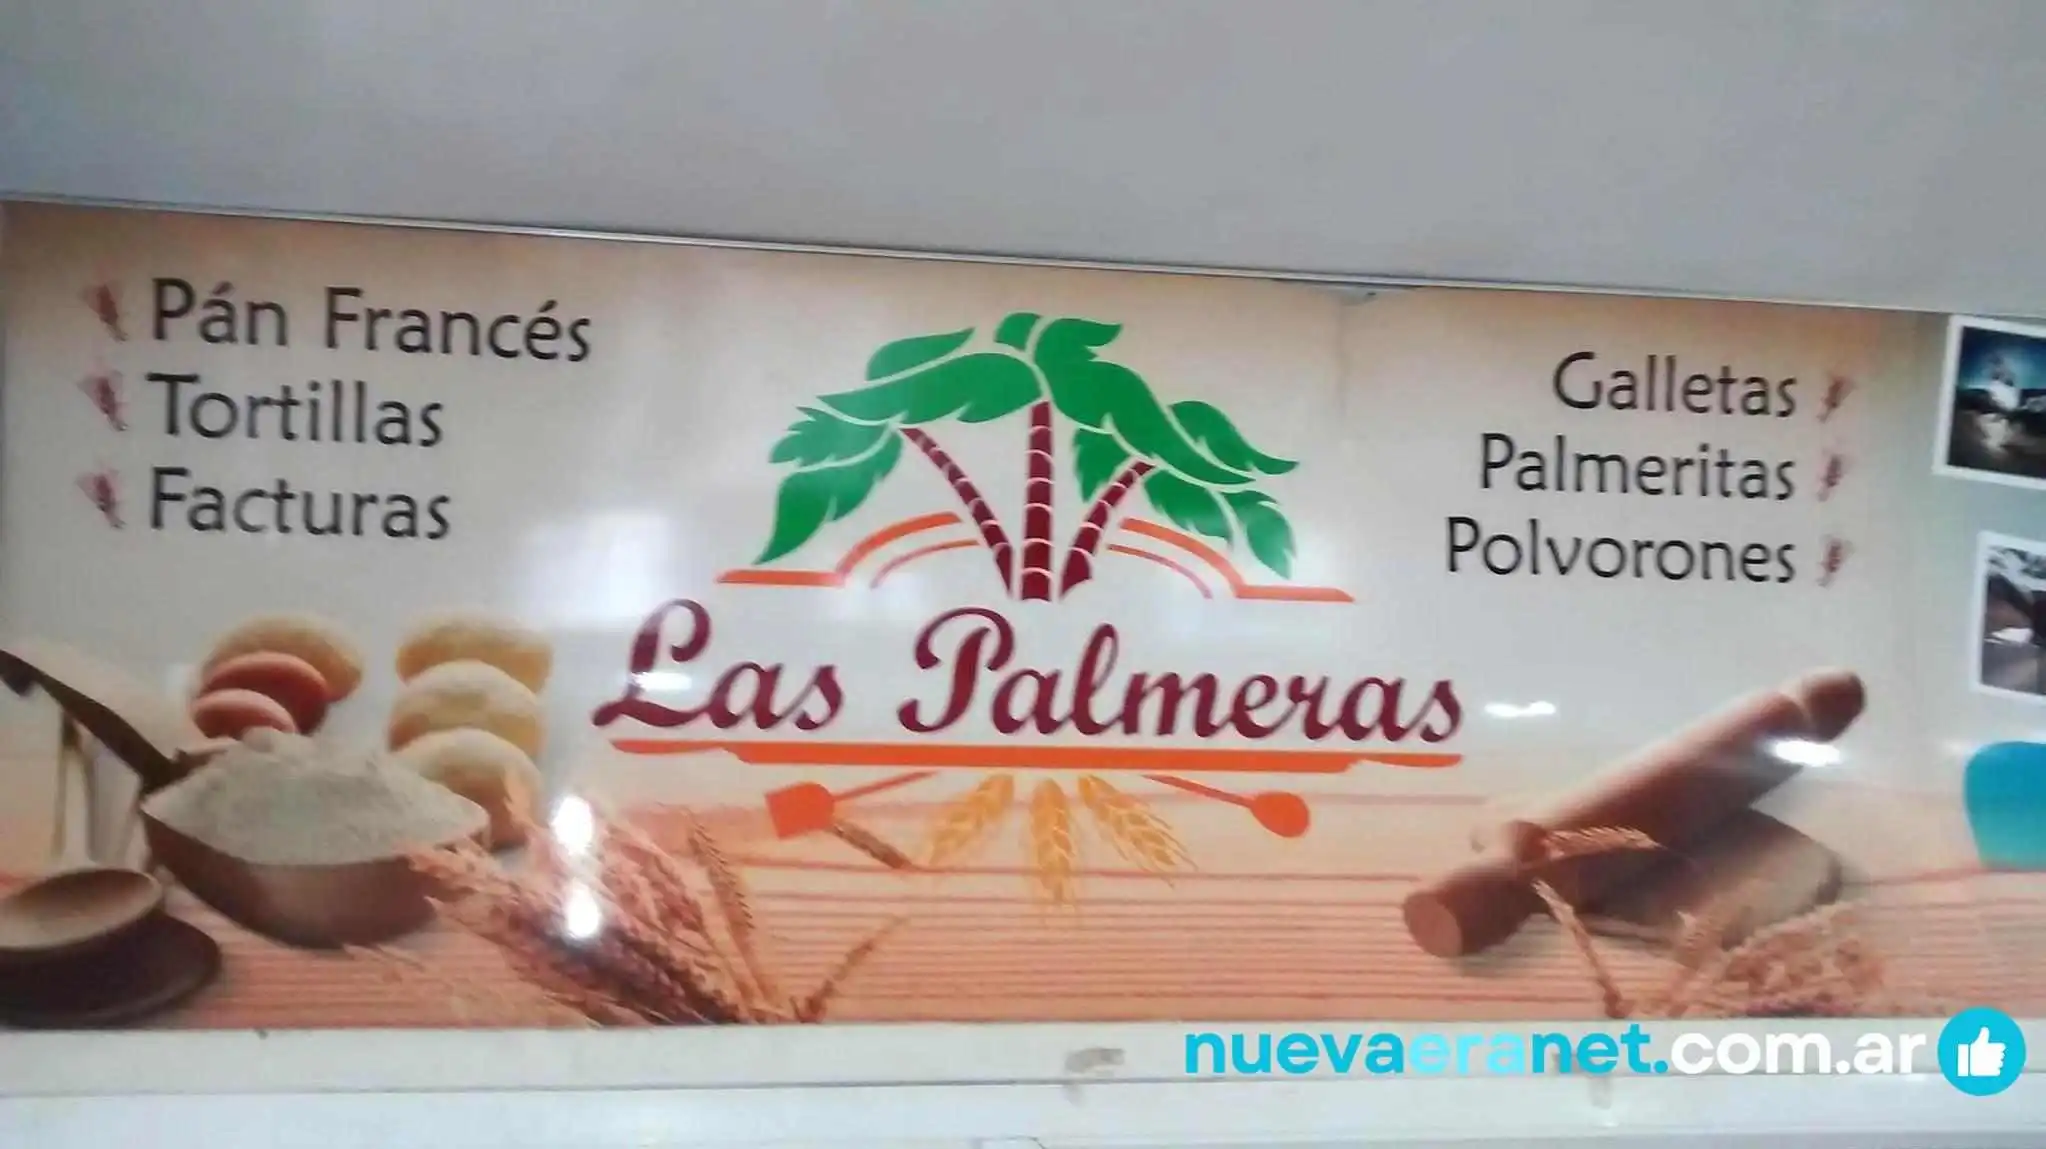 Pán Francés
Tortillas
Facturas
Las Palmeras
Galletas
Palmeritas
Polvorones
nuevaeranet.com.ar